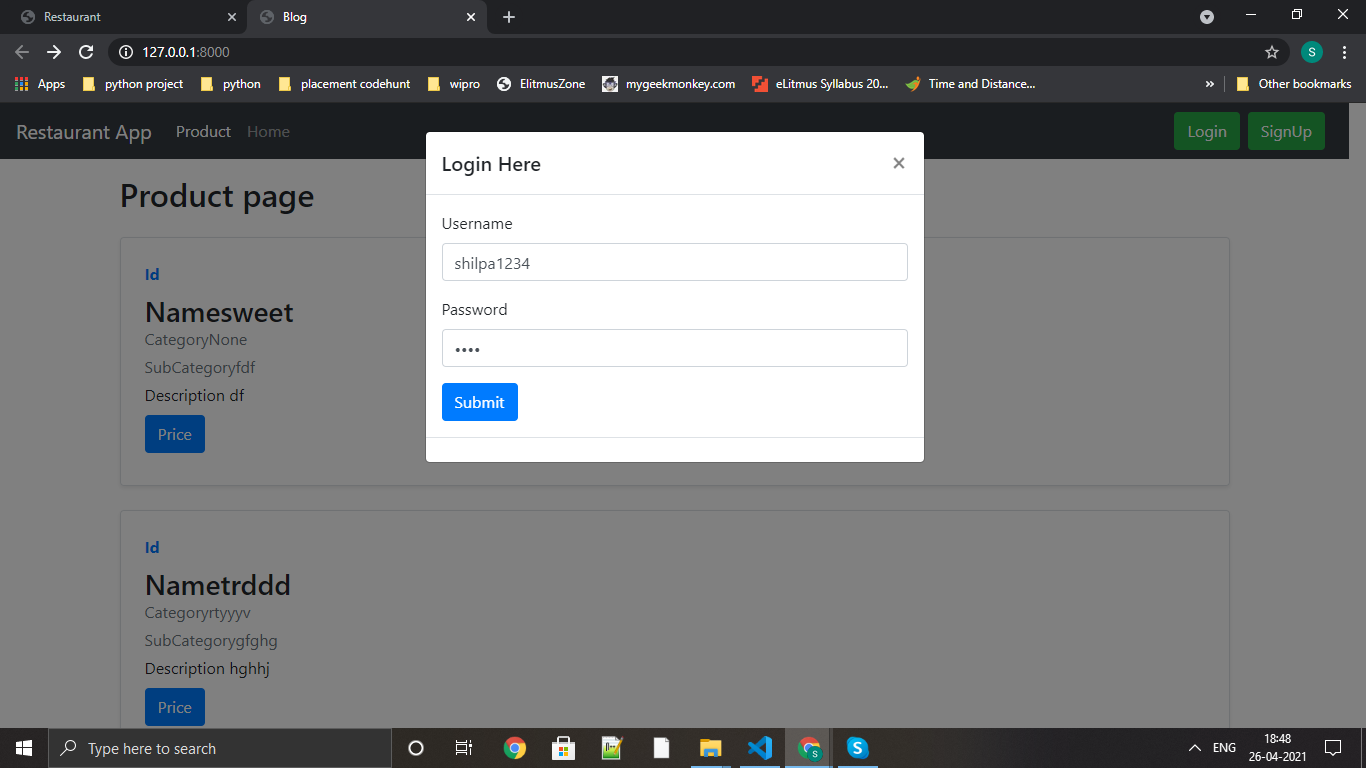 Restaurant
Blog
127.0.0.1:8000
S
Apps
python project
python
placement codehunt
wipro
ElitmusZone
mygeekmonkey.com
eLitmus Syllabus 20...
Time and Distance...
»
Other bookmarks
Restaurant App
Product
Home
Login
SignUp
Login Here
×
Username
shilpa1234
Password
••••
Submit
Product page
Id
Namesweet
CategoryNone
SubCategoryfdf
Description df
Price
Id
Nametrddd
Categoryrtyyyv
SubCategorygfghg
Description hghhj
Price
Type here to search
S
ENG
18:48
26-04-2021